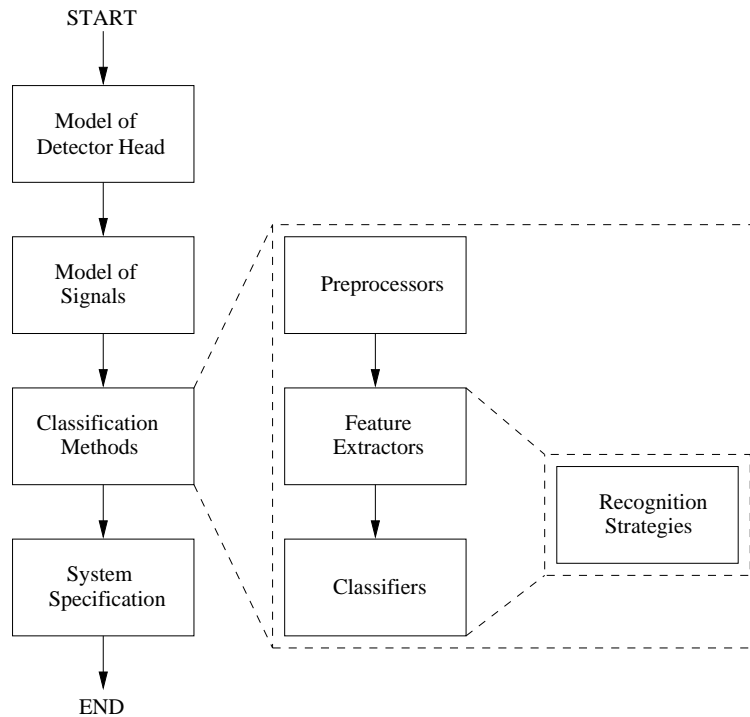 START
Model of
Detector Head
Model of
Signals
Classification
Methods
System
Specification
END
Preprocessors
Feature
Extractors
Classifiers
Recognition
Strategies